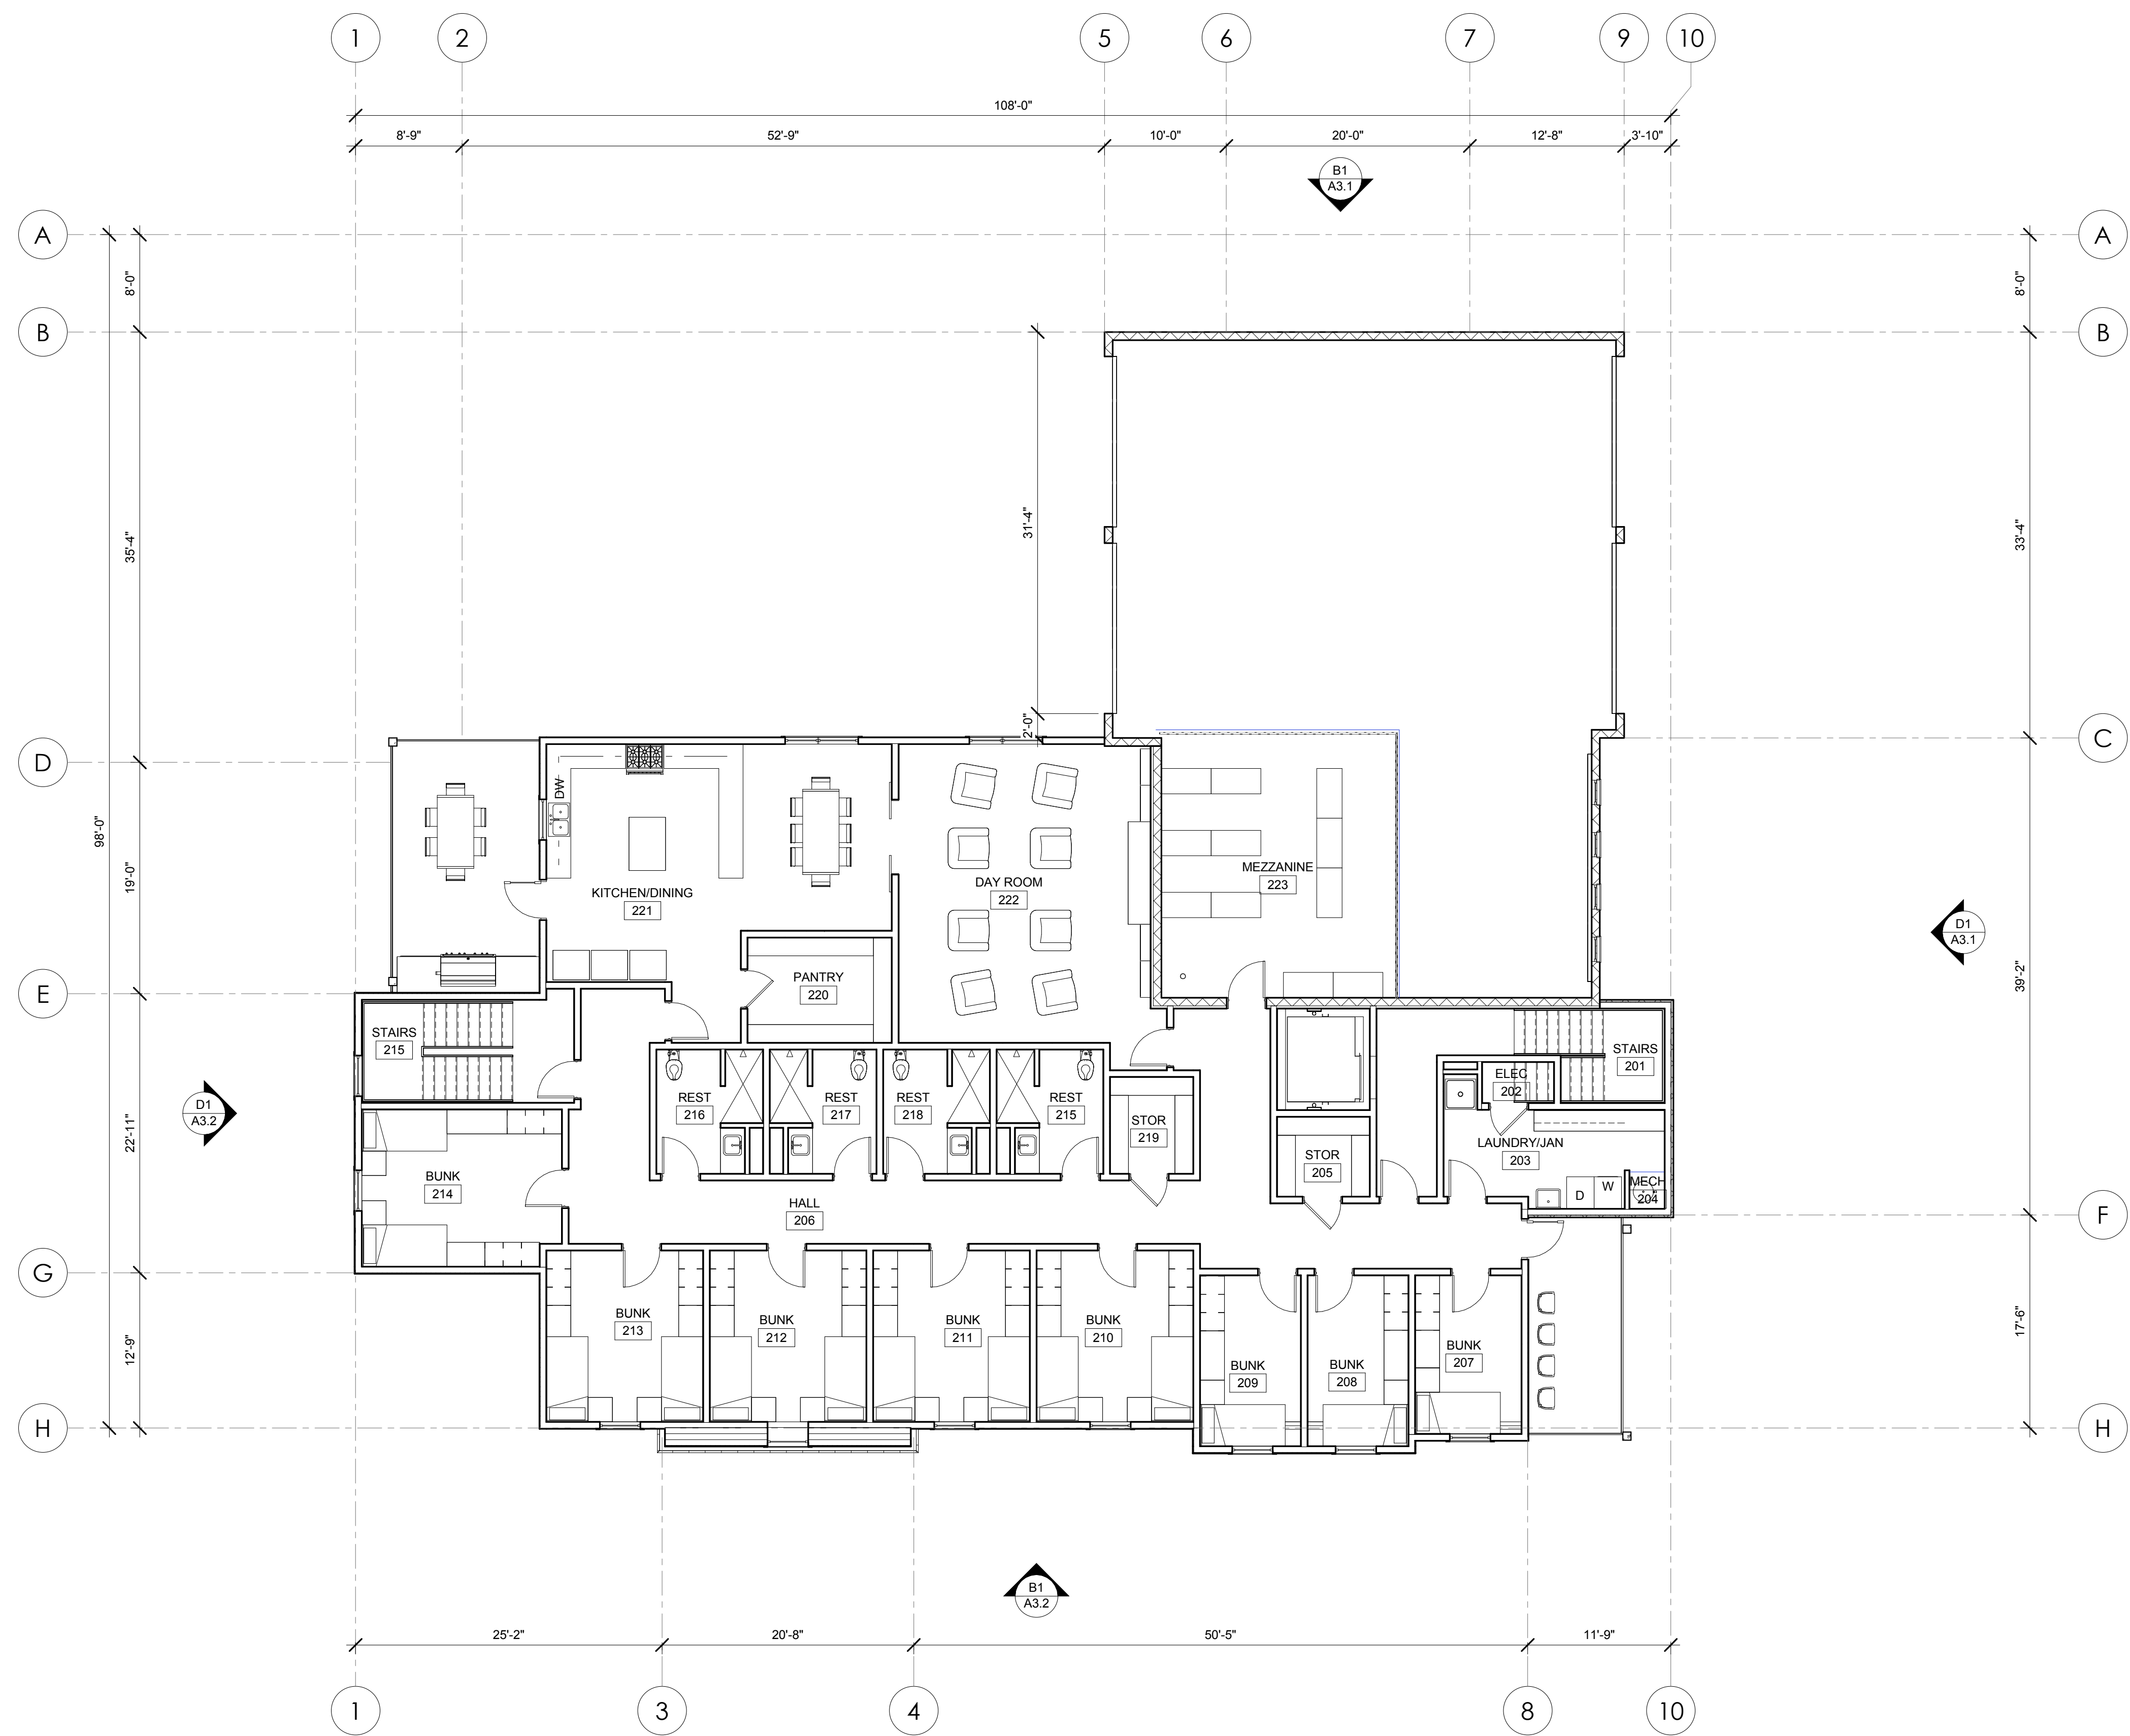 1
2
5
6
7
9
10
108'-0"
8'-9"
52'-9"
10'-0"
20'-0"
12'-8"
3'-10"
B1
A3.1
A
A
8'-0"
8'-0"
B
B
35'-4"
31'-4"
33'-4"
2'-0"
C
D
DW
98'-0"
19'-0"
KITCHEN/DINING
221
DAY ROOM
222
MEZZANINE
223
D1
A3.1
PANTRY
220
39'-2"
E
STAIRS
215
STAIRS
201
ELEC
202
D1
A3.2
22'-11"
REST
216
REST
217
REST
218
REST
215
STOR
219
STOR
205
LAUNDRY/JAN
203
BUNK
214
D
W
MECH
204
HALL
206
F
G
BUNK
213
BUNK
212
BUNK
211
BUNK
210
BUNK
209
BUNK
208
BUNK
207
12'-9"
17'-6"
H
H
B1
A3.2
25'-2"
20'-8"
50'-5"
11'-9"
1
3
4
8
10